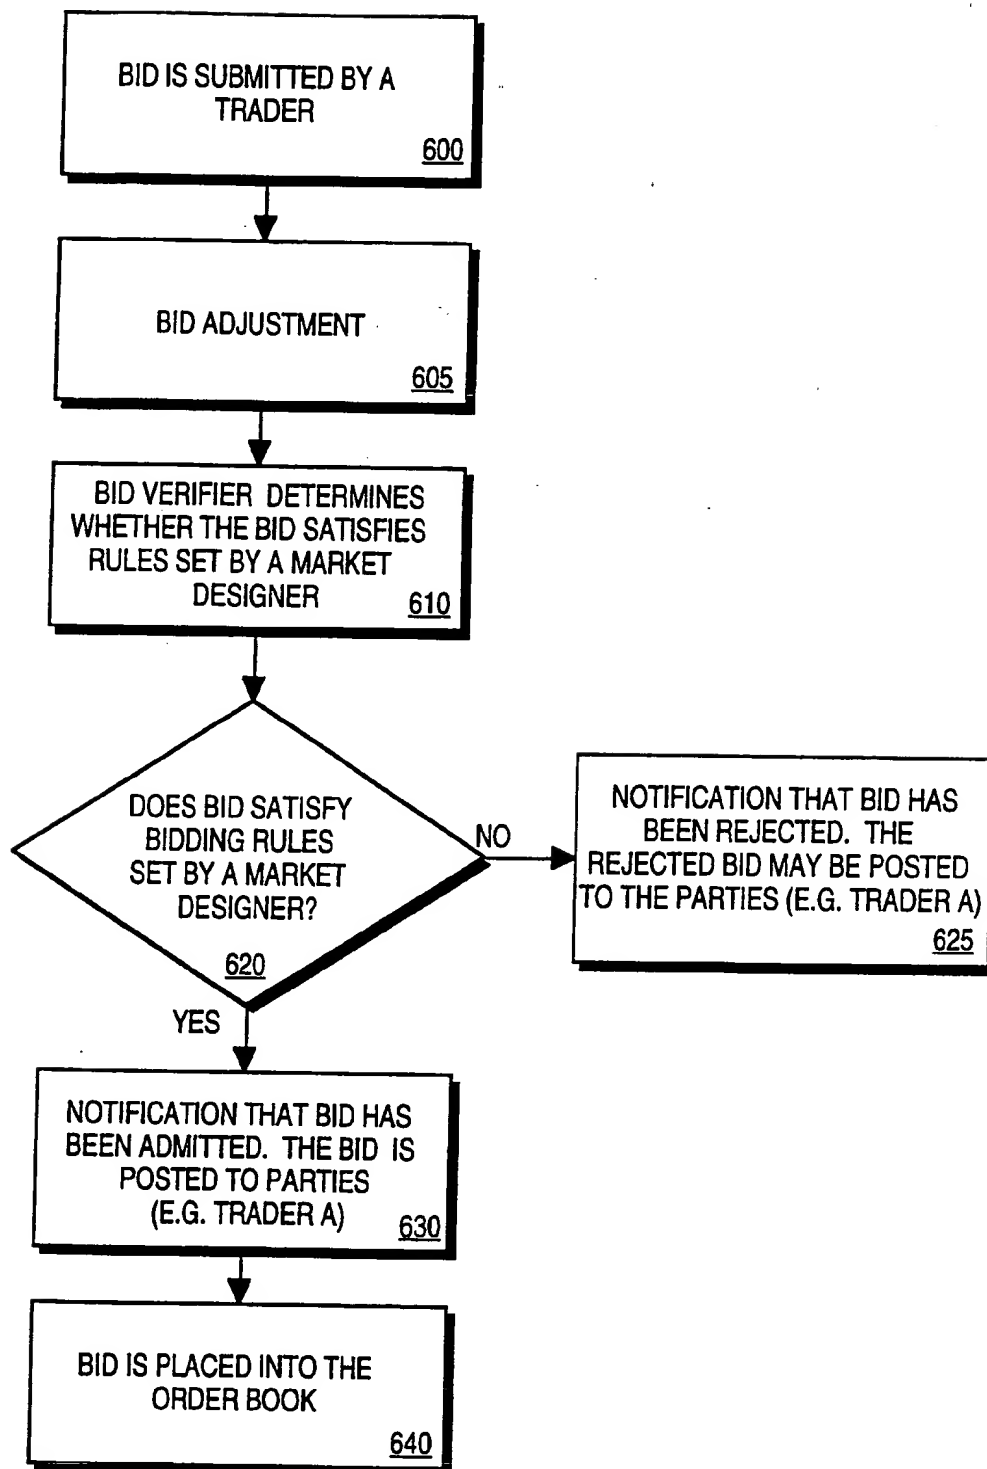 BID IS SUBMITTED BY A
TRADER
600
BID ADJUSTMENT
605
BID VERIFIER DETERMINES
WHETHER THE BID SATISFIES
RULES SET BY A MARKET
DESIGNER
610
DOES BID SATISFY
BIDDING RULES
SET BY A MARKET
DESIGNER?
620
NO
NOTIFICATION THAT BID HAS
BEEN REJECTED. THE
REJECTED BID MAY BE POSTED
TO THE PARTIES (E.G. TRADER A)
625
YES
NOTIFICATION THAT BID HAS
BEEN ADMITTED. THE BID IS
POSTED TO PARTIES
(E.G. TRADER A)
630
BID IS PLACED INTO THE
ORDER BOOK
640